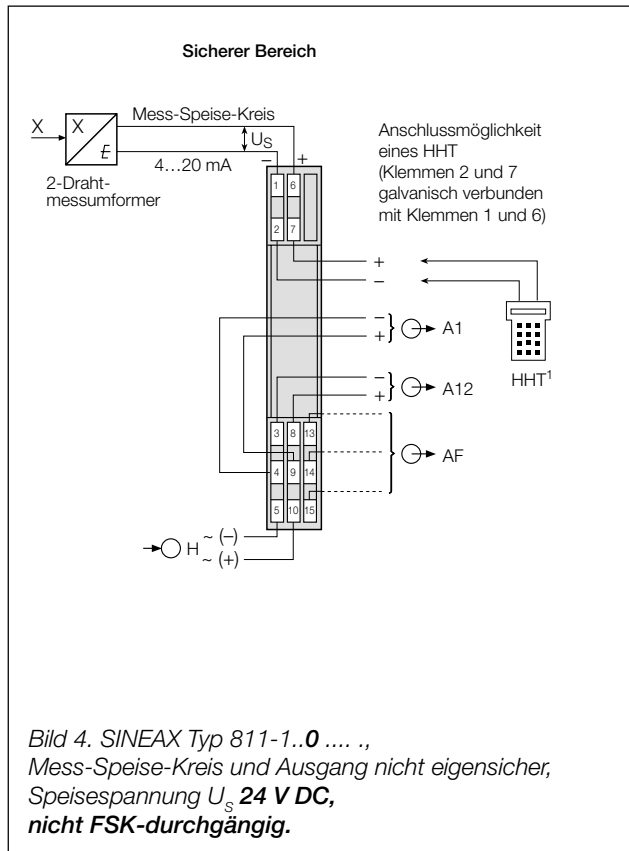 Sicherer Bereich
X
X
E
Mess-Speise-Kreis
US
4...20 mA
– +
2-Draht-
messumformer
Anschlussmöglichkeit
eines HHT
(Klemmen 2 und 7
galvanisch verbunden
mit Klemmen 1 und 6)
1 6
2 7
+
–
–
+
A1
HHT1
–
+
A12
3 8 13
4 9 14
AF
5 10 15
H ~ (–)
~ (+)
Bild 4. SINEAX Typ 811-1..0 .... .,
Mess-Speise-Kreis und Ausgang nicht eigensicher,
Speisespannung US 24 V DC,
nicht FSK-durchgängig.